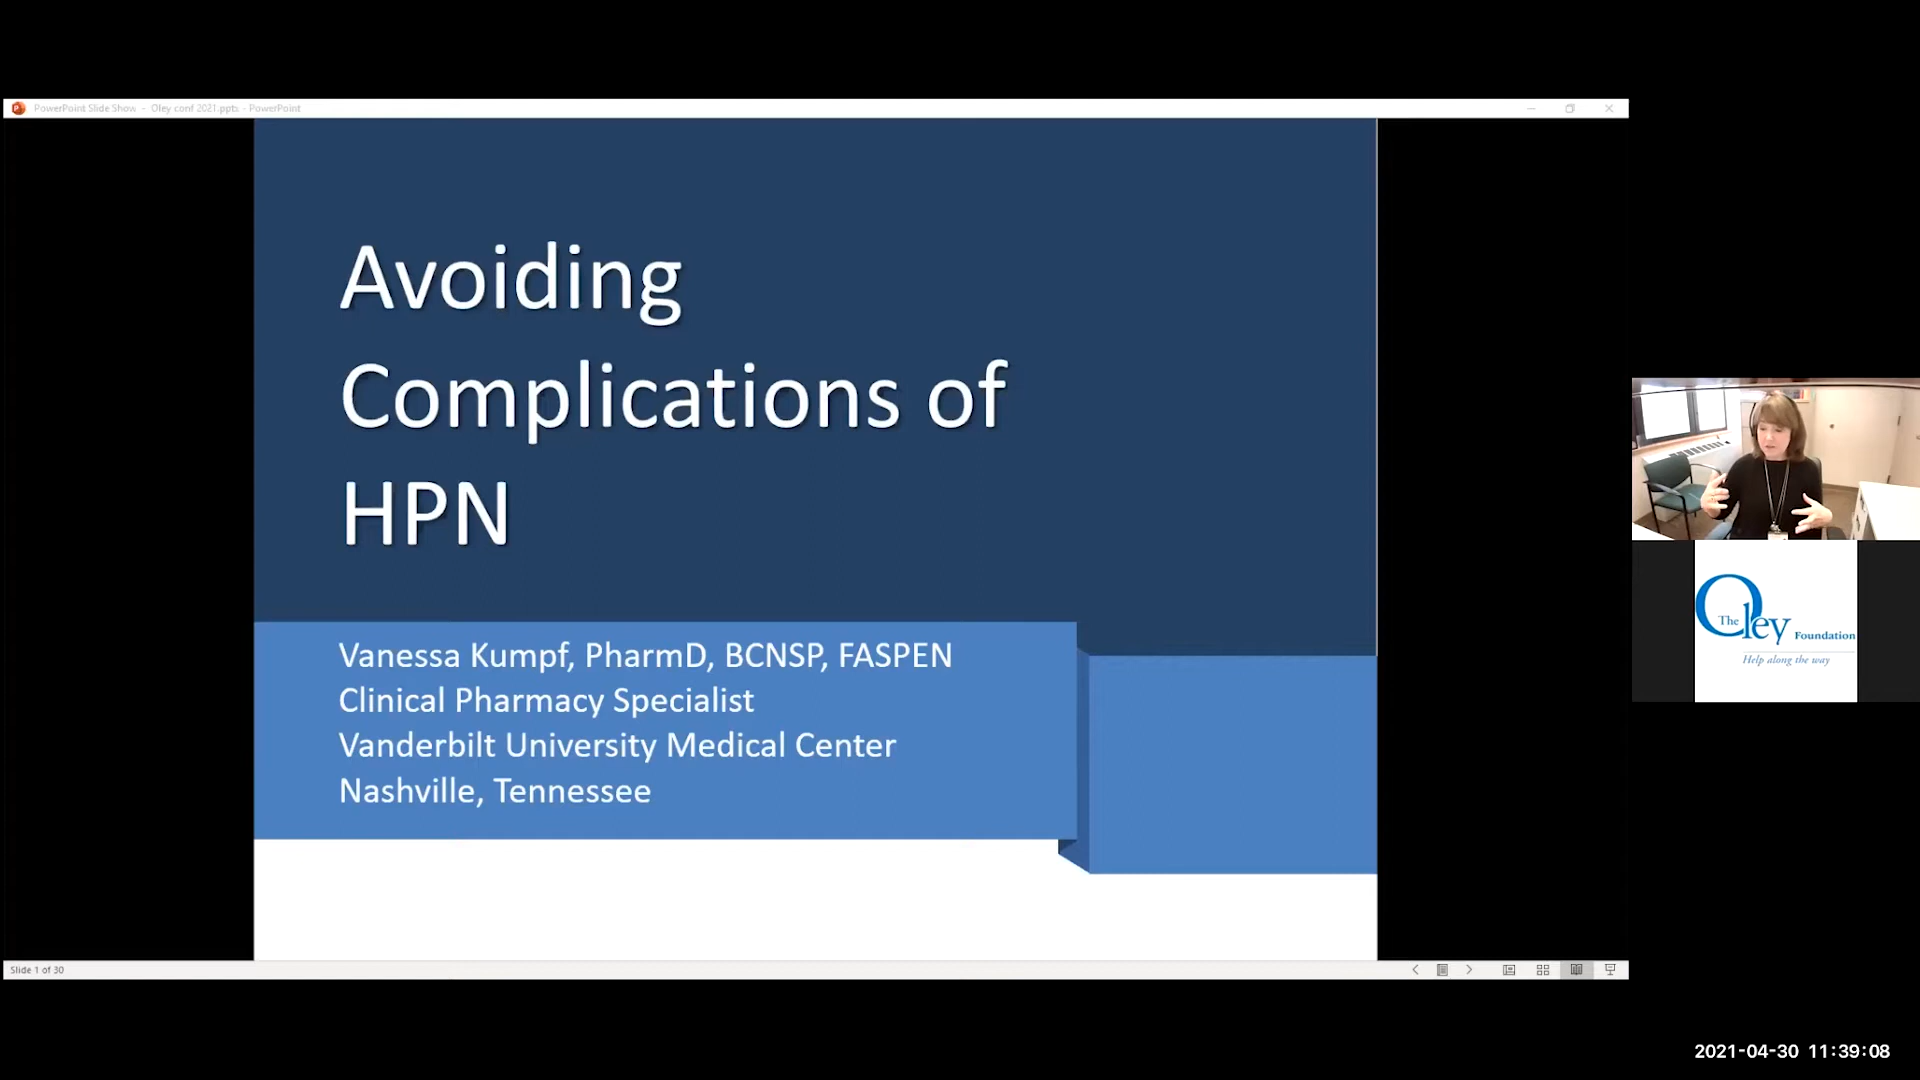 PowerPoint Slide Show - Oley conf 2021.pptx - PowerPoint
Avoiding
Complications of
HPN
Vanessa Kumpf, PharmD, BCNSP, FASPEN
Clinical Pharmacy Specialist
Vanderbilt University Medical Center
Nashville, Tennessee
The Oley Foundation
Help along the way
Slide 1 of 30
2021-04-30 11:39:08